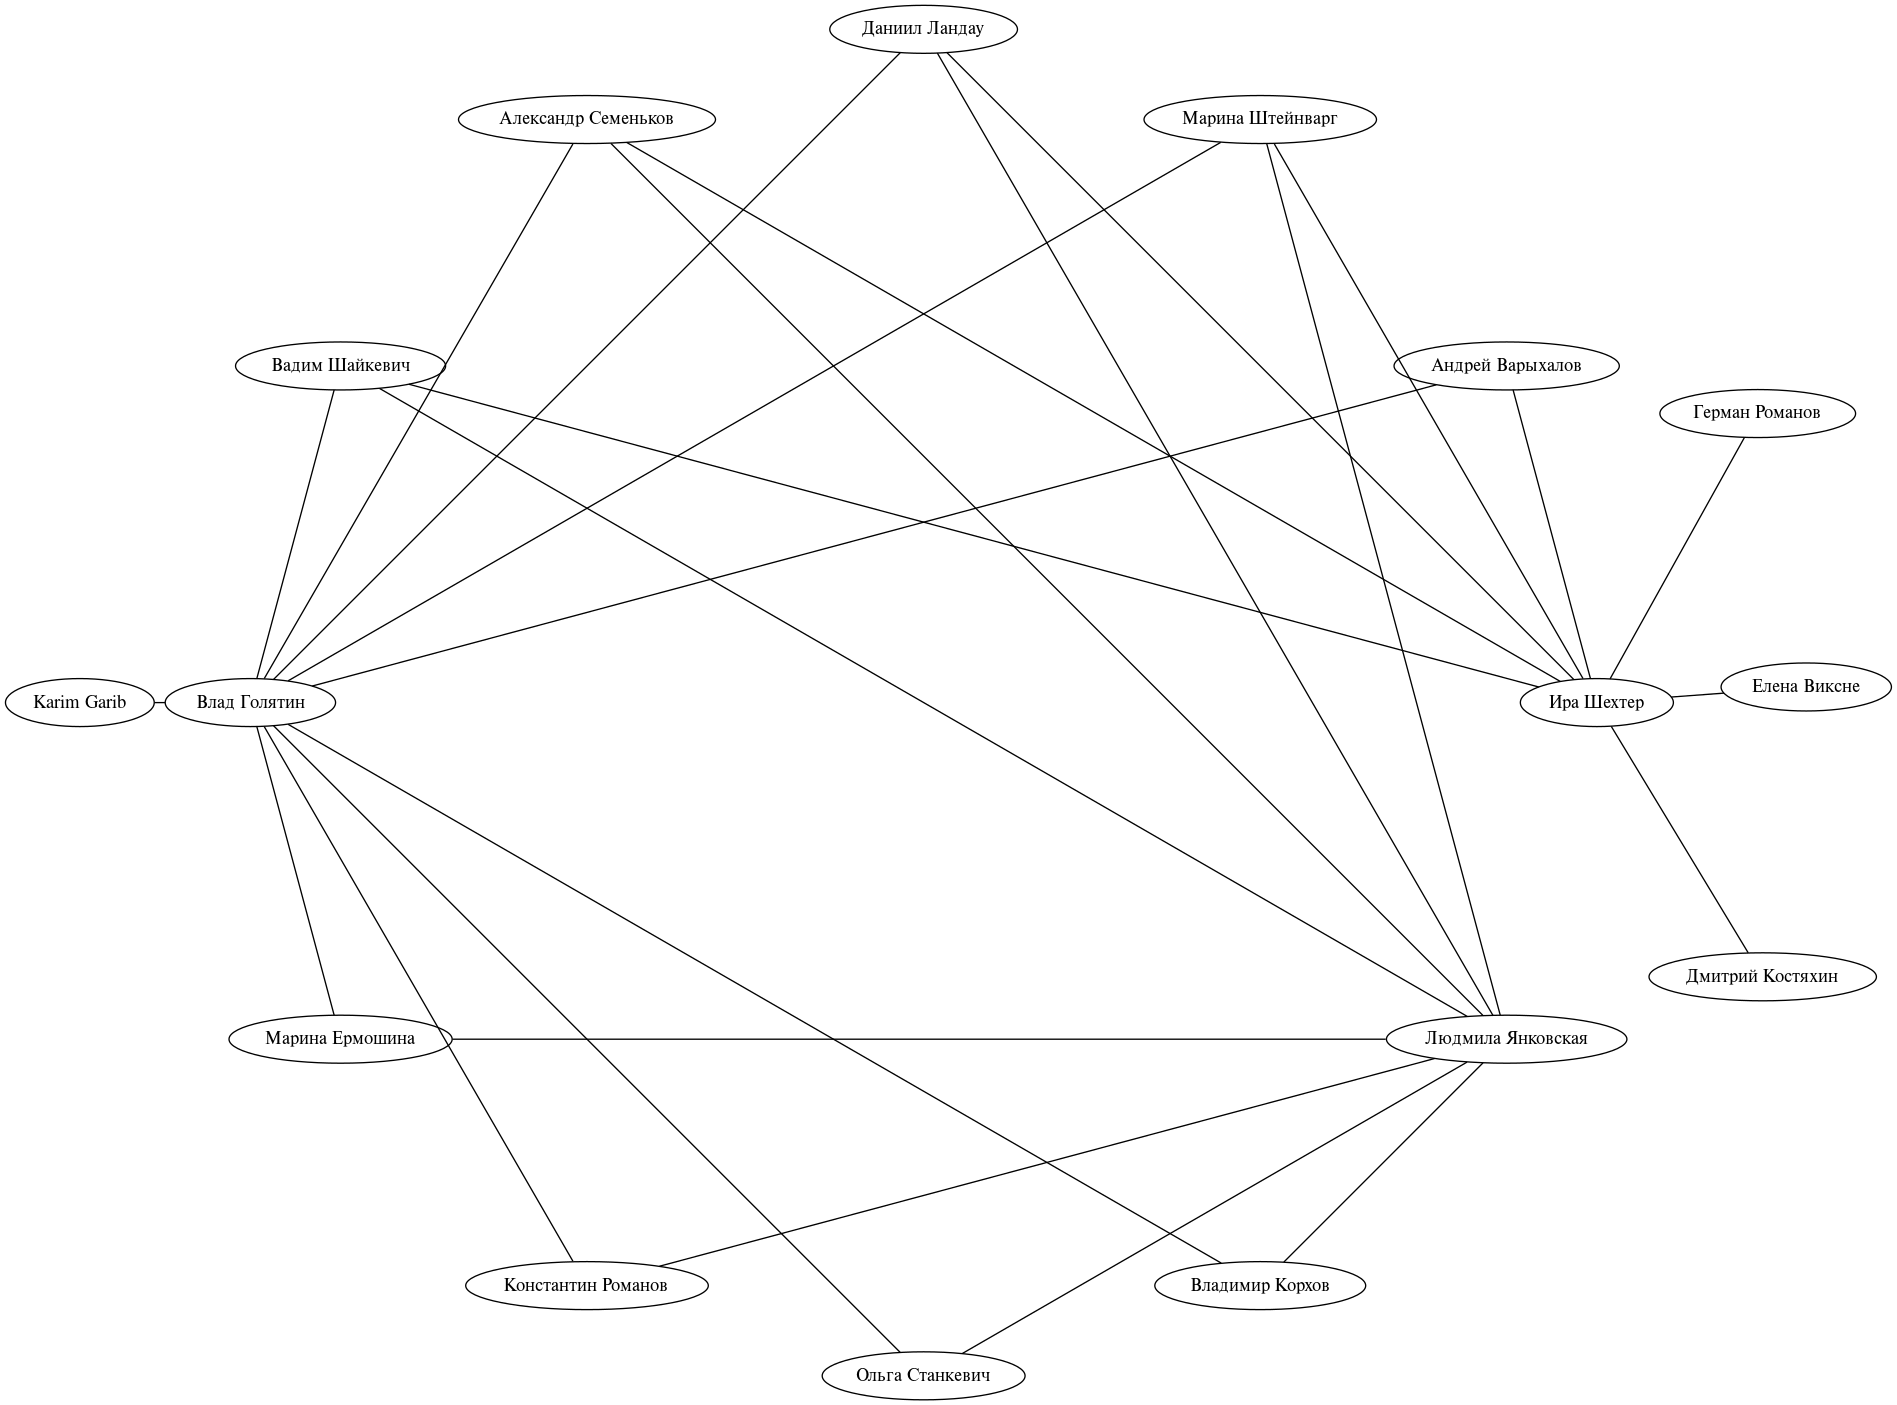 Даниил Ландау
Александр Семеньков
Марина Штейнварг
Вадим Шайкевич
Андрей Варыхалов
Герман Романов
Елена Виксне
Karim Garib
Влад Голятин
Ира Шехтер
Дмитрий Костяхин
Марина Ермошина
Людмила Янковская
Константин Романов
Владимир Корхов
Ольга Станкевич